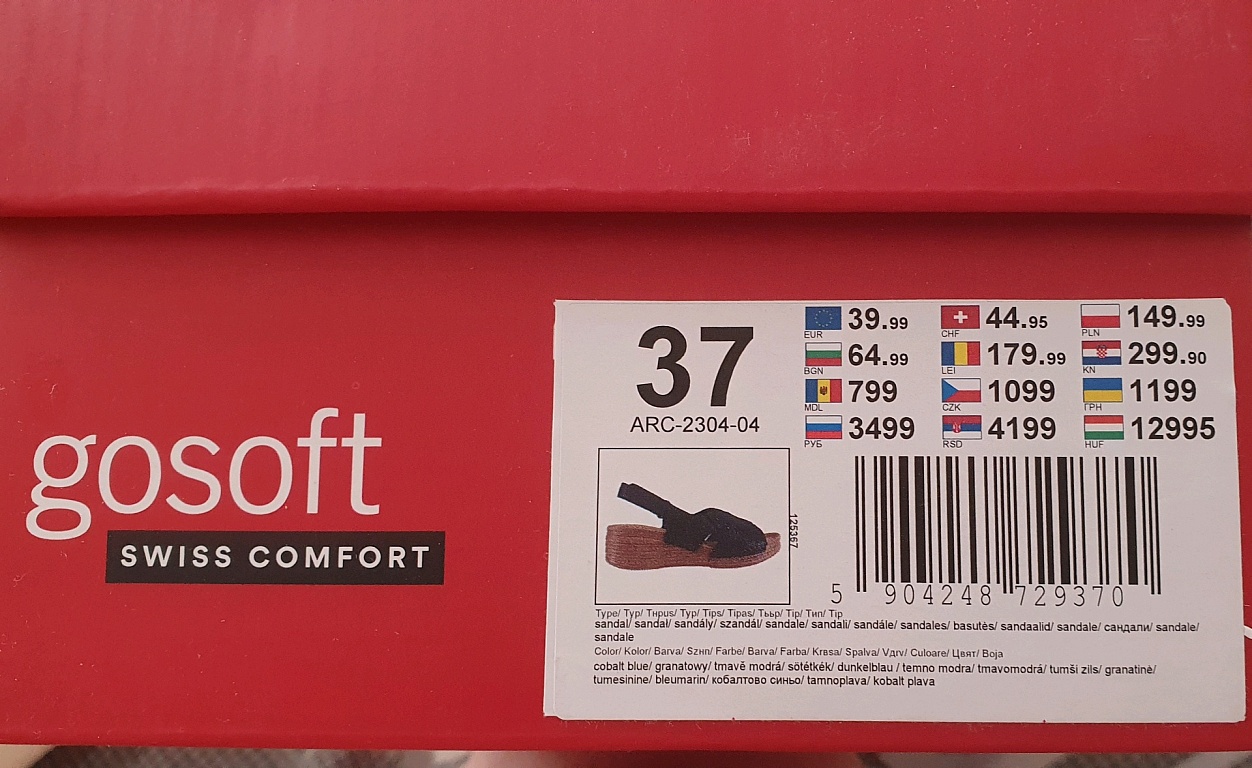 gosoft
SWISS COMFORT
37
ARC-2304-04
EUR 39.99
CHF 44.95
PLN 149.99
BGN 64.99
LEI 179.99
KN 299.90
MDL 799
CZK 1099
ГРН 1199
РУБ 3499
RSD 4199
HUF 12995
125367
5 904248 729370
Type/ Typ/ Tнpus/ Typ/ Tips/ Tipas/ Tььp/ Tip/ Тип/ Tip
sandal/ sandał/ sandály/ szandál/ sandale/ sandali/ sandále/ sandales/ basutės/ sandaalid/ sandale/ сандали/ sandale/
sandale
Color/ Kolor/ Barva/ Szнн/ Farbe/ Barva/ Farba/ Krвsa/ Spalva/ Vдrv/ Culoare/ Цвят/ Boja
cobalt blue/ granatowy/ tmavě modrá/ sötétkék/ dunkelblau / temno modra/ tmavomodrá/ tumši zils/ granatinė/
tumesinine/ bleumarin/ кобалтово синьо/ tamnoplava/ kobalt plava